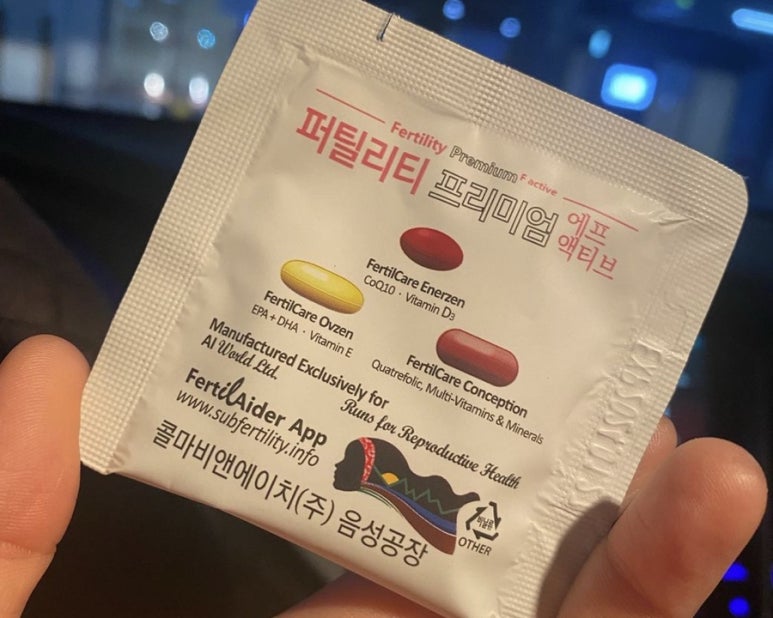 Fertility Premium F active
퍼틸리티 프리미엄 에프
액티브
FertilCare Enerzen
CoQ10 · Vitamin D₃
FertilCare Ovzen
EPA + DHA · Vitamin E
FertilCare Conception
Quatrefolic, Multi-Vitamins & Minerals
Manufactured Exclusively for
AI World Ltd.
Runs for Reproductive Health
FertilAider App
www.subfertility.info
콜마비앤에이치(주) 음성공장
OTHER